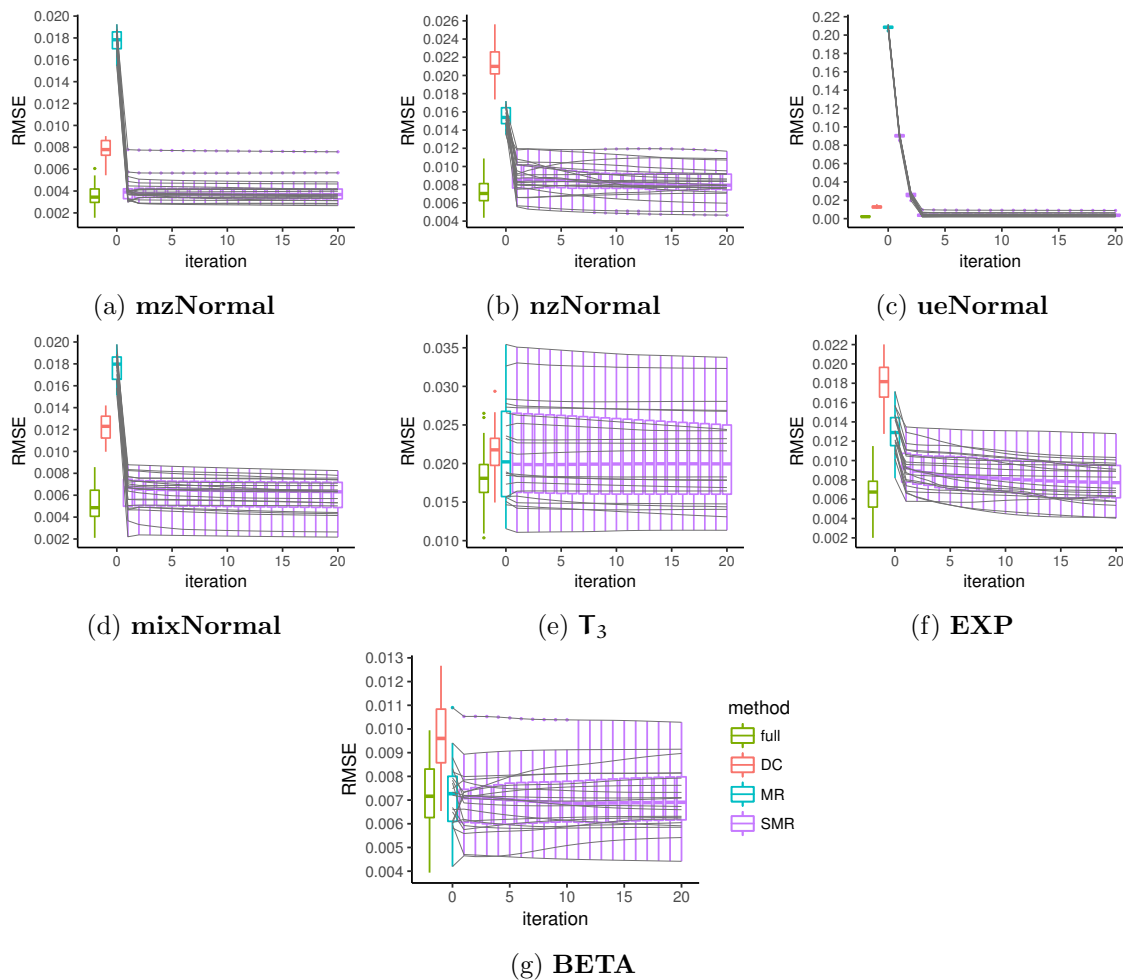 0.020
0.018
0.016
0.014
0.012
0.010
0.008
0.006
0.004
0.002
RMSE
0 5 10 15 20
iteration
(a) mzNormal
0.026
0.024
0.022
0.020
0.018
0.016
0.014
0.012
0.010
0.008
0.006
0.004
RMSE
0 5 10 15 20
iteration
(b) nzNormal
0.22
0.20
0.18
0.16
0.14
0.12
0.10
0.08
0.06
0.04
0.02
0.00
RMSE
0 5 10 15 20
iteration
(c) ueNormal
0.020
0.018
0.016
0.014
0.012
0.010
0.008
0.006
0.004
0.002
RMSE
0 5 10 15 20
iteration
(d) mixNormal
0.035
0.030
0.025
0.020
0.015
0.010
RMSE
0 5 10 15 20
iteration
(e) T₃
0.022
0.020
0.018
0.016
0.014
0.012
0.010
0.008
0.006
0.004
0.002
RMSE
0 5 10 15 20
iteration
(f) EXP
0.013
0.012
0.011
0.010
0.009
0.008
0.007
0.006
0.005
0.004
RMSE
0 5 10 15 20
iteration
method
full
DC
MR
SMR
(g) BETA